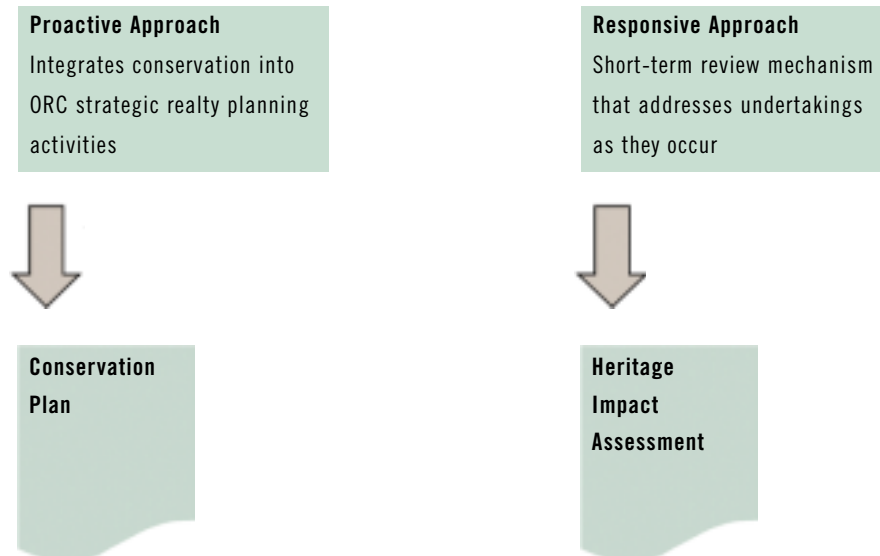 Proactive Approach
Integrates conservation into
ORC strategic realty planning
activities
Responsive Approach
Short-term review mechanism
that addresses undertakings
as they occur
Conservation
Plan
Heritage
Impact
Assessment